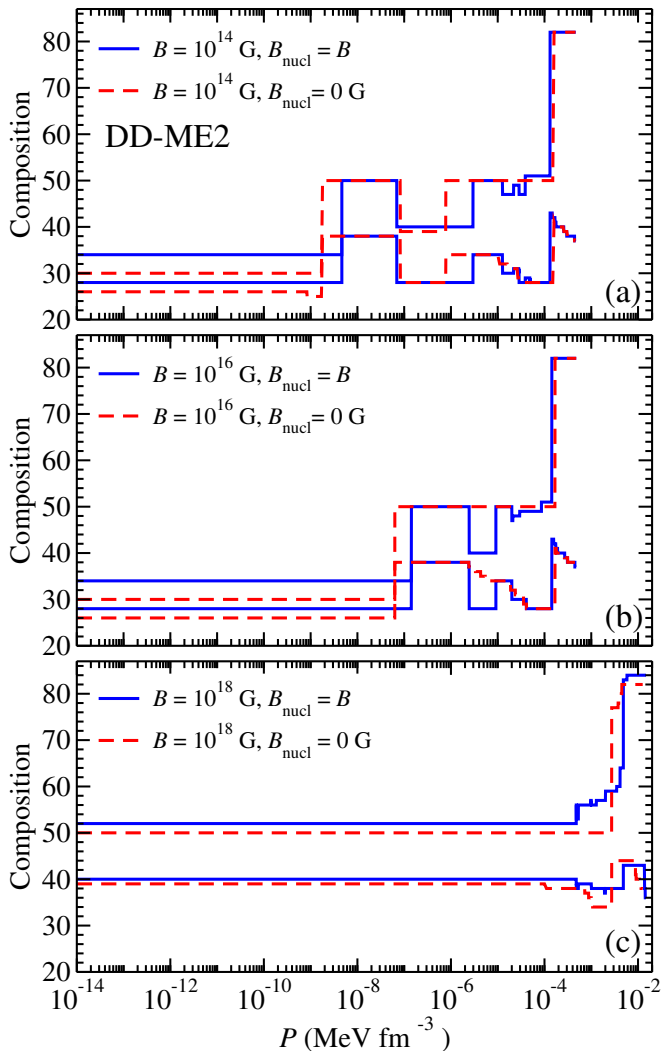 80
70
60
50
40
30
20
Composition
B = 10^14 G, B_nucl = B
B = 10^14 G, B_nucl = 0 G
DD-ME2
(a)
80
70
60
50
40
30
20
Composition
B = 10^16 G, B_nucl = B
B = 10^16 G, B_nucl = 0 G
(b)
80
70
60
50
40
30
20
Composition
B = 10^18 G, B_nucl = B
B = 10^18 G, B_nucl = 0 G
(c)
10^-14 10^-12 10^-10 10^-8 10^-6 10^-4 10^-2
P (MeV fm^-3)